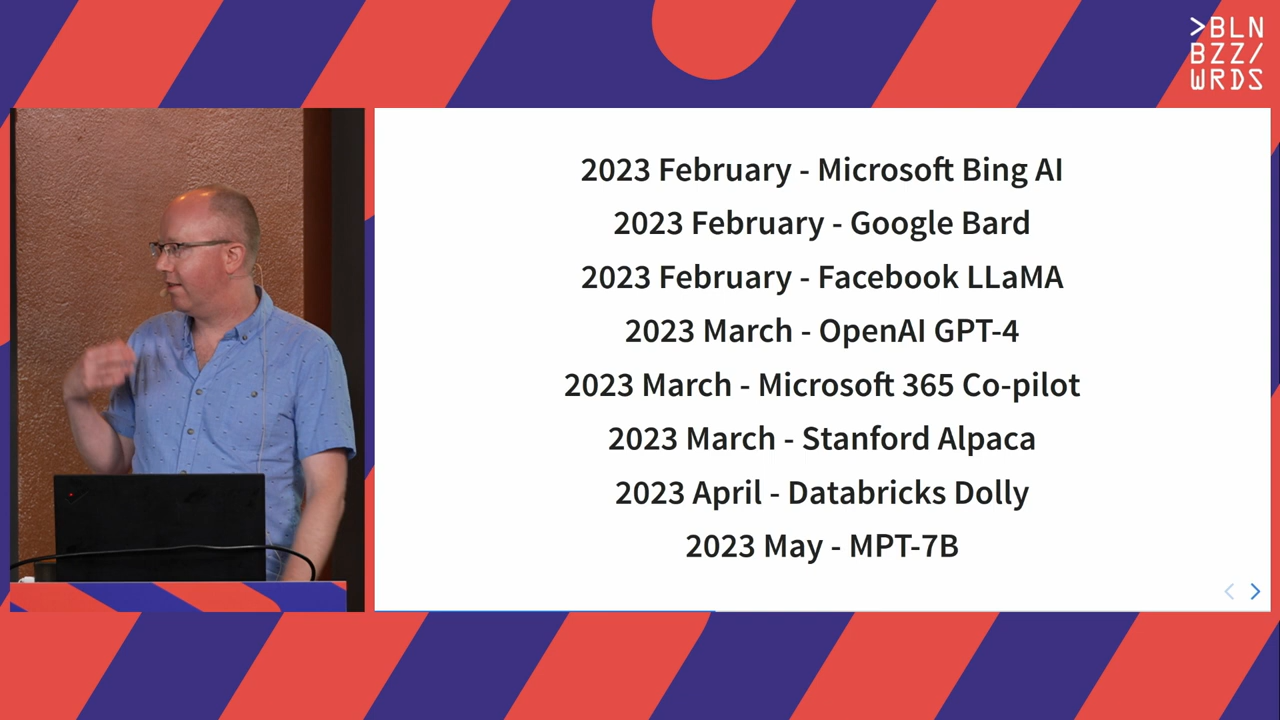 >BLN
BZZ/
WRDS
2023 February - Microsoft Bing AI
2023 February - Google Bard
2023 February - Facebook LLaMA
2023 March - OpenAI GPT-4
2023 March - Microsoft 365 Co-pilot
2023 March - Stanford Alpaca
2023 April - Databricks Dolly
2023 May - MPT-7B